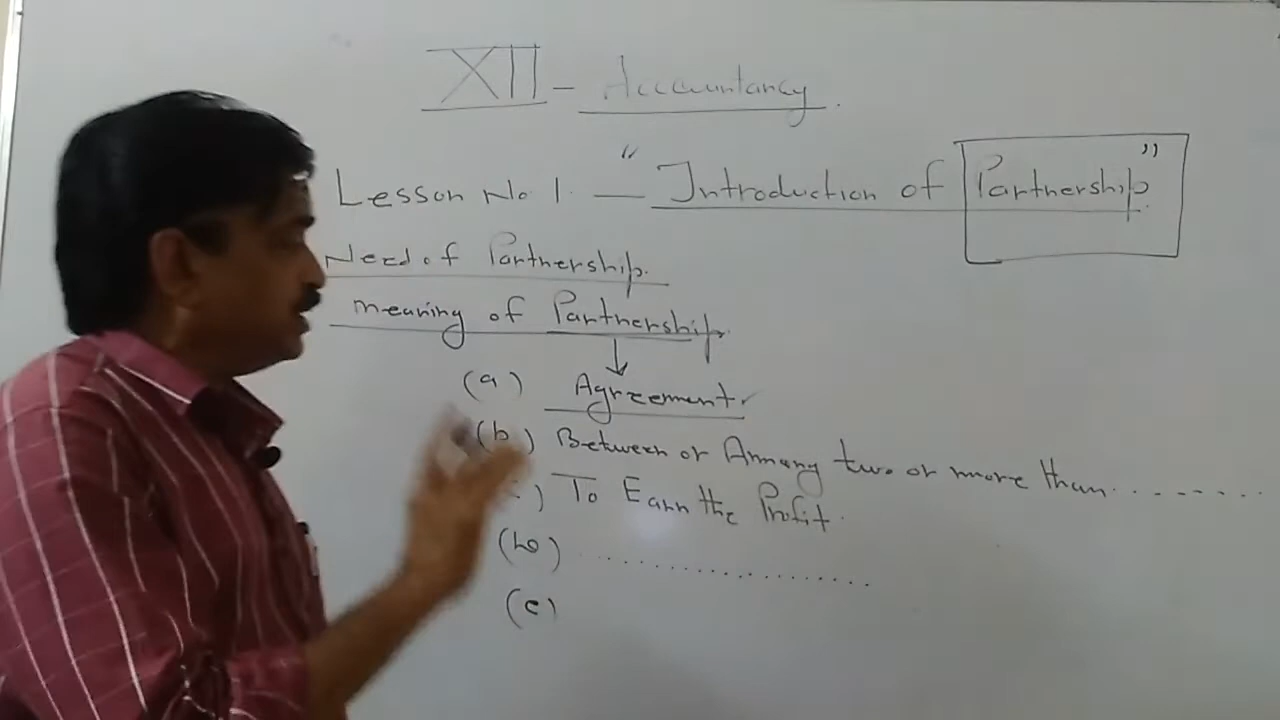 XII - Accountancy.
Lesson No 1. — "Introduction of Partnership."
Need of Partnership.
meaning of Partnership.
(a) Agreement.
(b) Between or Amnang two or more than.........
) To Earn the Profit.
( ) ...................
(e)